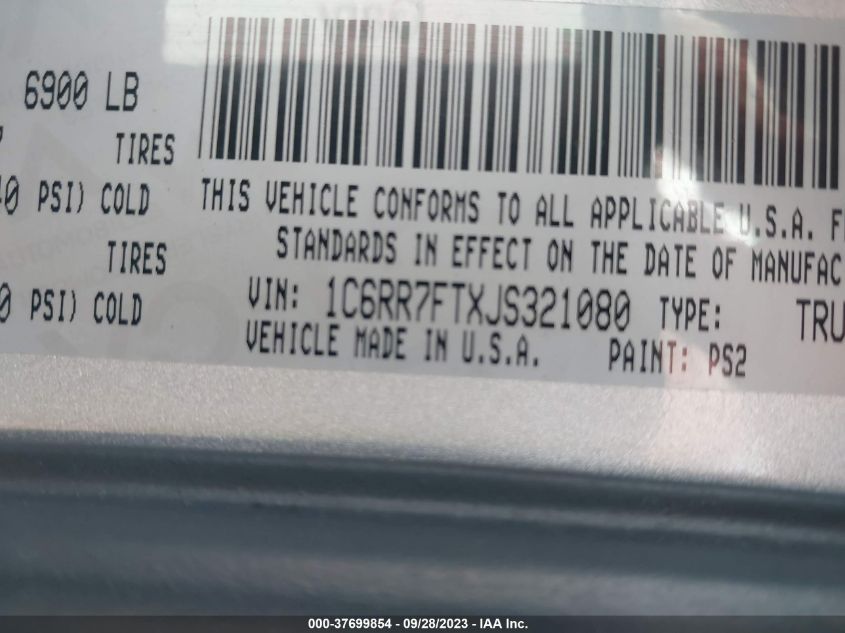 6900 LB
TIRES
PSI) COLD
THIS VEHICLE CONFORMS TO ALL APPLICABLE U.S.A. F
TIRES
STANDARDS IN EFFECT ON THE DATE OF MANUFAC
0 PSI) COLD
VIN: 1C6RR7FTXJS321080 TYPE: TRU
VEHICLE MADE IN U.S.A. PAINT: PS2
000-37699854 - 09/28/2023 - IAA Inc.